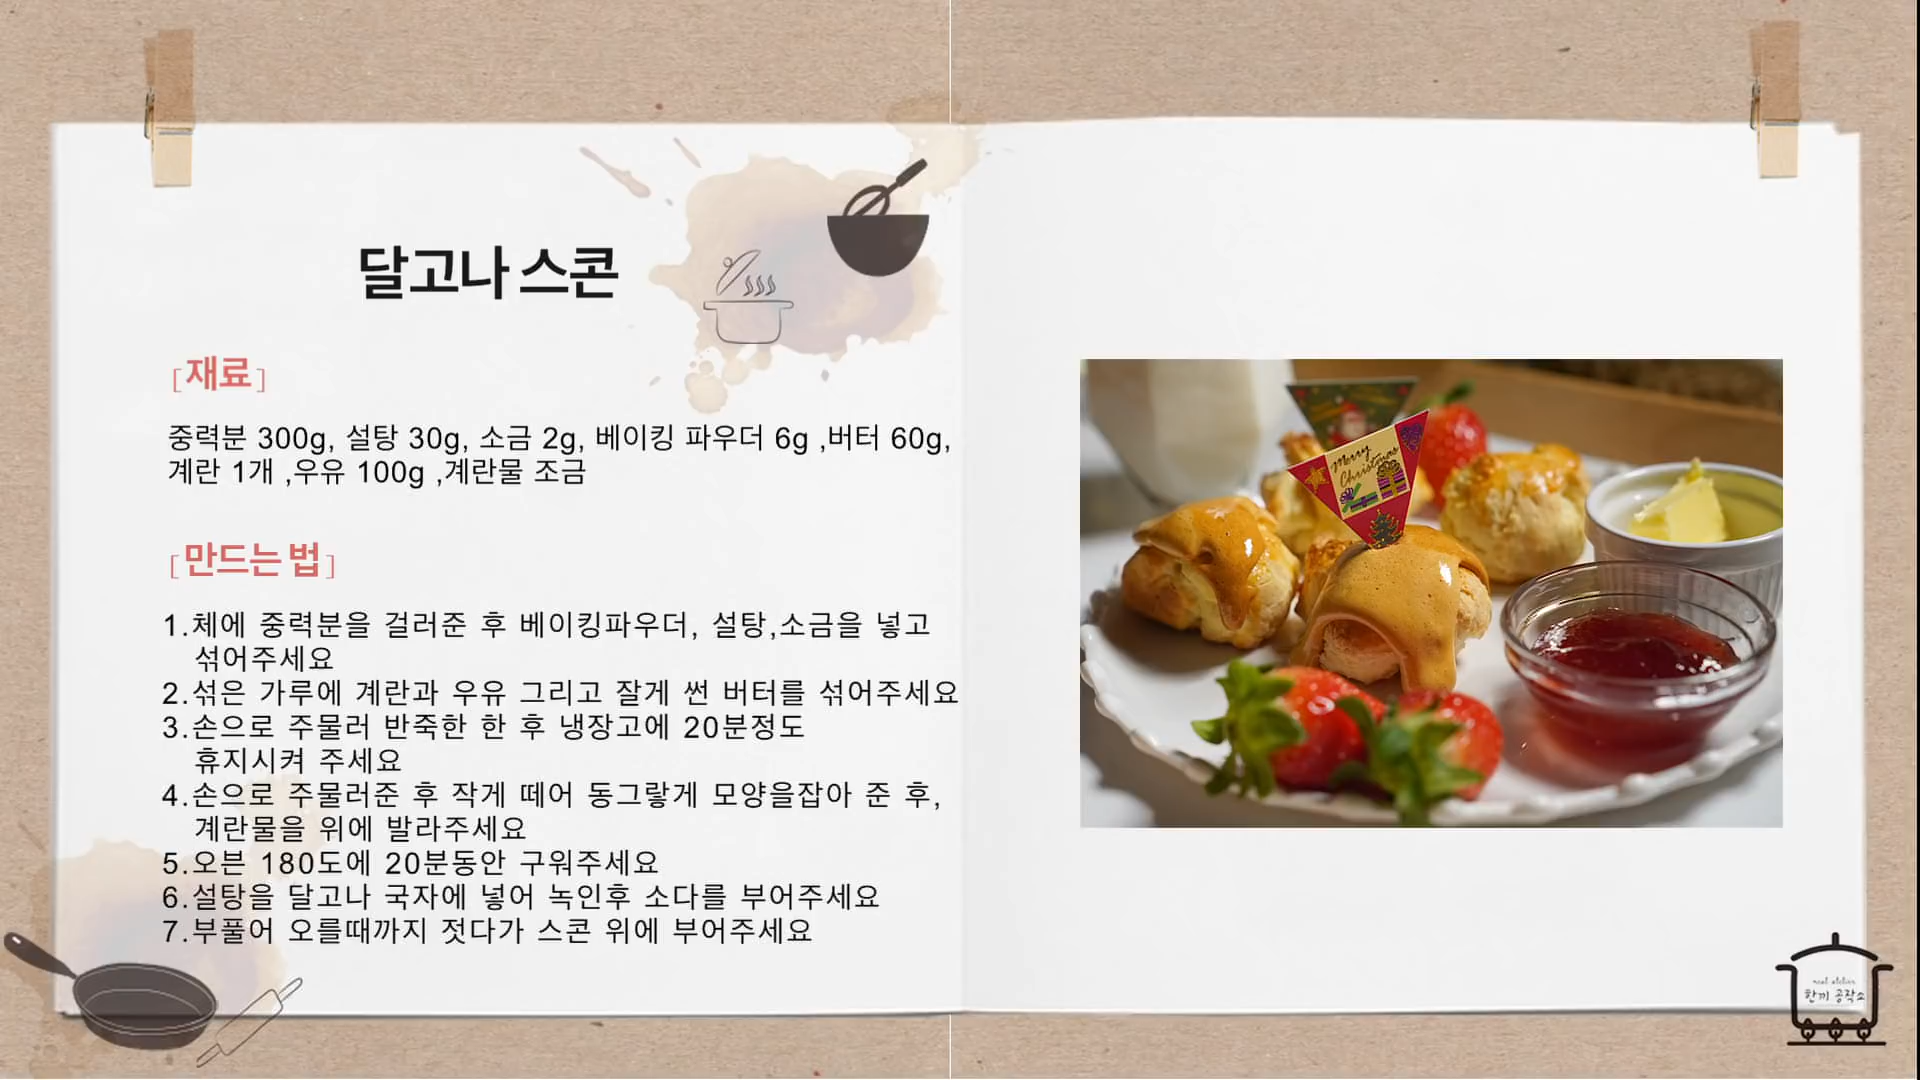 달고나 스콘
[재료]
중력분 300g, 설탕 30g, 소금 2g, 베이킹 파우더 6g ,버터 60g,
계란 1개 ,우유 100g ,계란물 조금
[만드는 법]
1.체에 중력분을 걸러준 후 베이킹파우더, 설탕,소금을 넣고
섞어주세요
2.섞은 가루에 계란과 우유 그리고 잘게 썬 버터를 섞어주세요
3.손으로 주물러 반죽한 한 후 냉장고에 20분정도
휴지시켜 주세요
4.손으로 주물러준 후 작게 떼어 동그랗게 모양을잡아 준 후,
계란물을 위에 발라주세요
5.오븐 180도에 20분동안 구워주세요
6.설탕을 달고나 국자에 넣어 녹인후 소다를 부어주세요
7.부풀어 오를때까지 젓다가 스콘 위에 부어주세요
Merry
Christmas
meal atelier
한끼 공작소